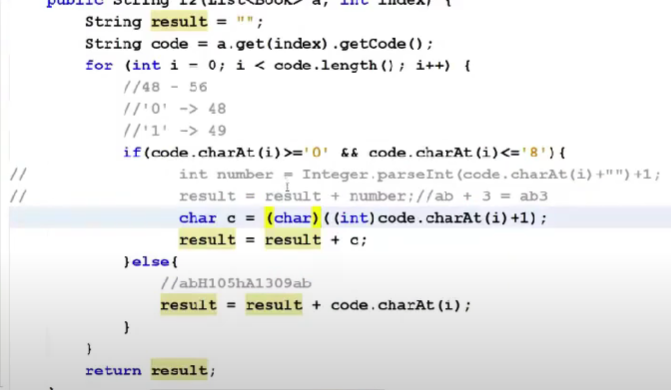 public String f2(List<Book> a, int index) {
String result = "";
String code = a.get(index).getCode();
for (int i = 0; i < code.length(); i++) {
//48 - 56
//'0' -> 48
//'1' -> 49
if(code.charAt(i)>='0' && code.charAt(i)<='8'){
// int number = Integer.parseInt(code.charAt(i)+"")+1;
// result = result + number;//ab + 3 = ab3
char c = (char)((int)code.charAt(i)+1);
result = result + c;
}else{
//abH105hA1309ab
result = result + code.charAt(i);
}
}
return result;